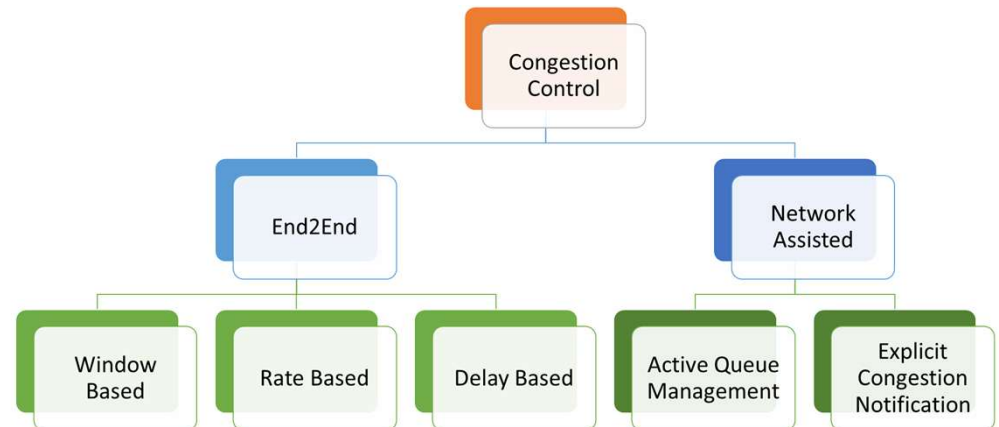 Congestion
Control
End2End
Network
Assisted
Window
Based
Rate Based
Delay Based
Active Queue
Management
Explicit
Congestion
Notification